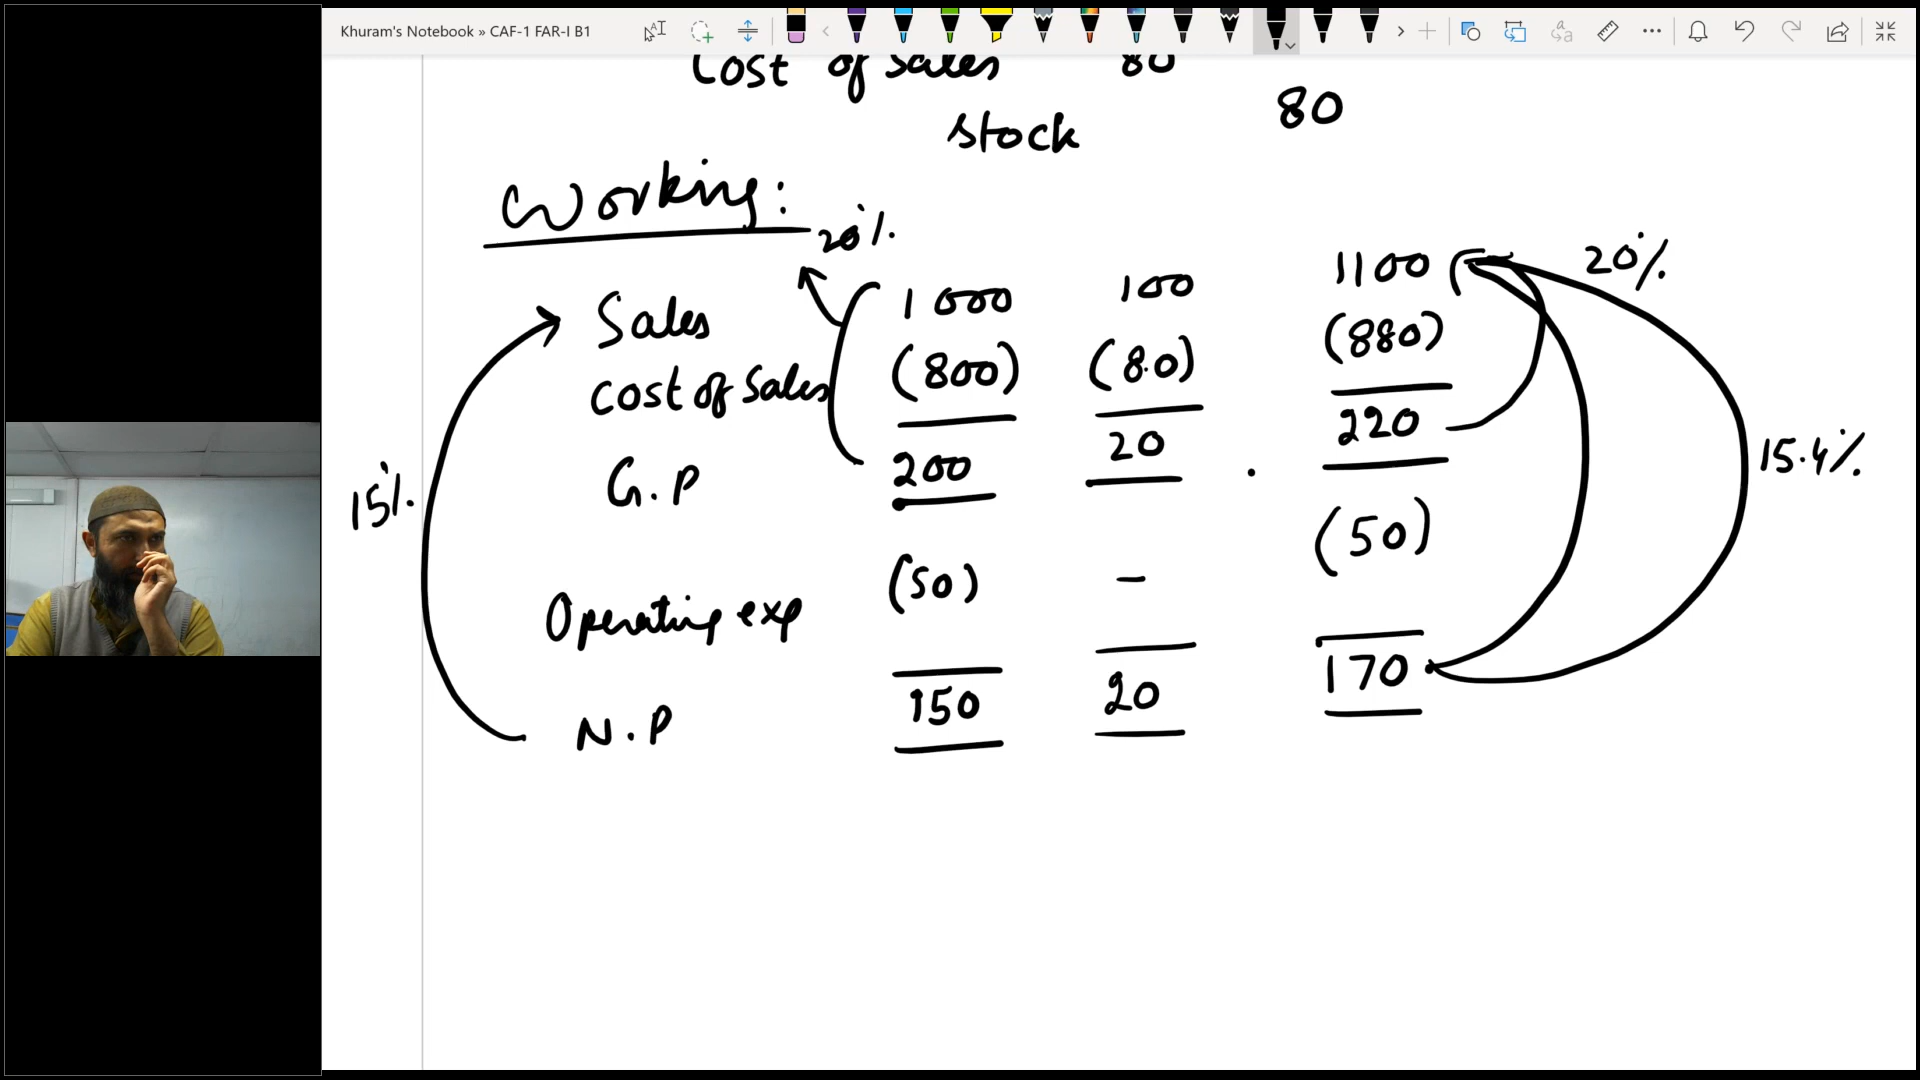 Khuram's Notebook » CAF-1 FAR-I B1
Cost of Sales 80
Stock 80
Working:
20%
Sales 1000 100 1100 20%
Cost of Sales (800) (80) (880)
G.P 200 20 220
15% 15.4%
Operating exp (50) - (50)
N.P 150 20 170